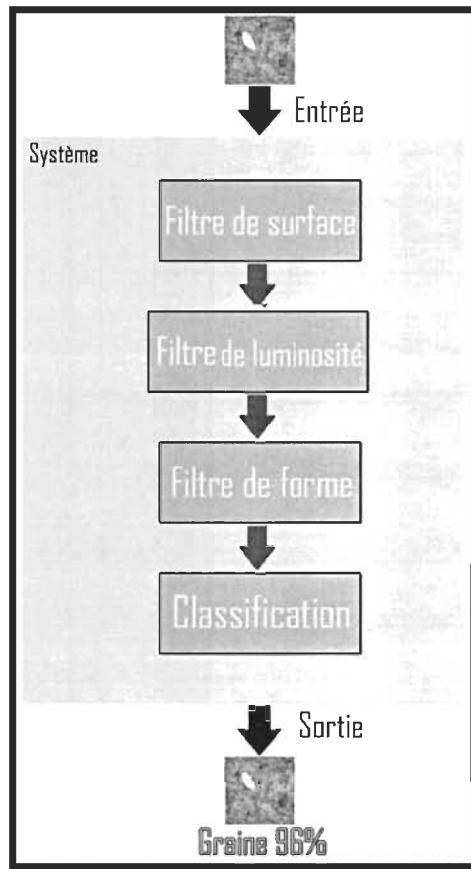 Entrée
Système
Filtre de surface
Filtre de luminosité
Filtre de forme
Classification
Sortie
Graine 96%